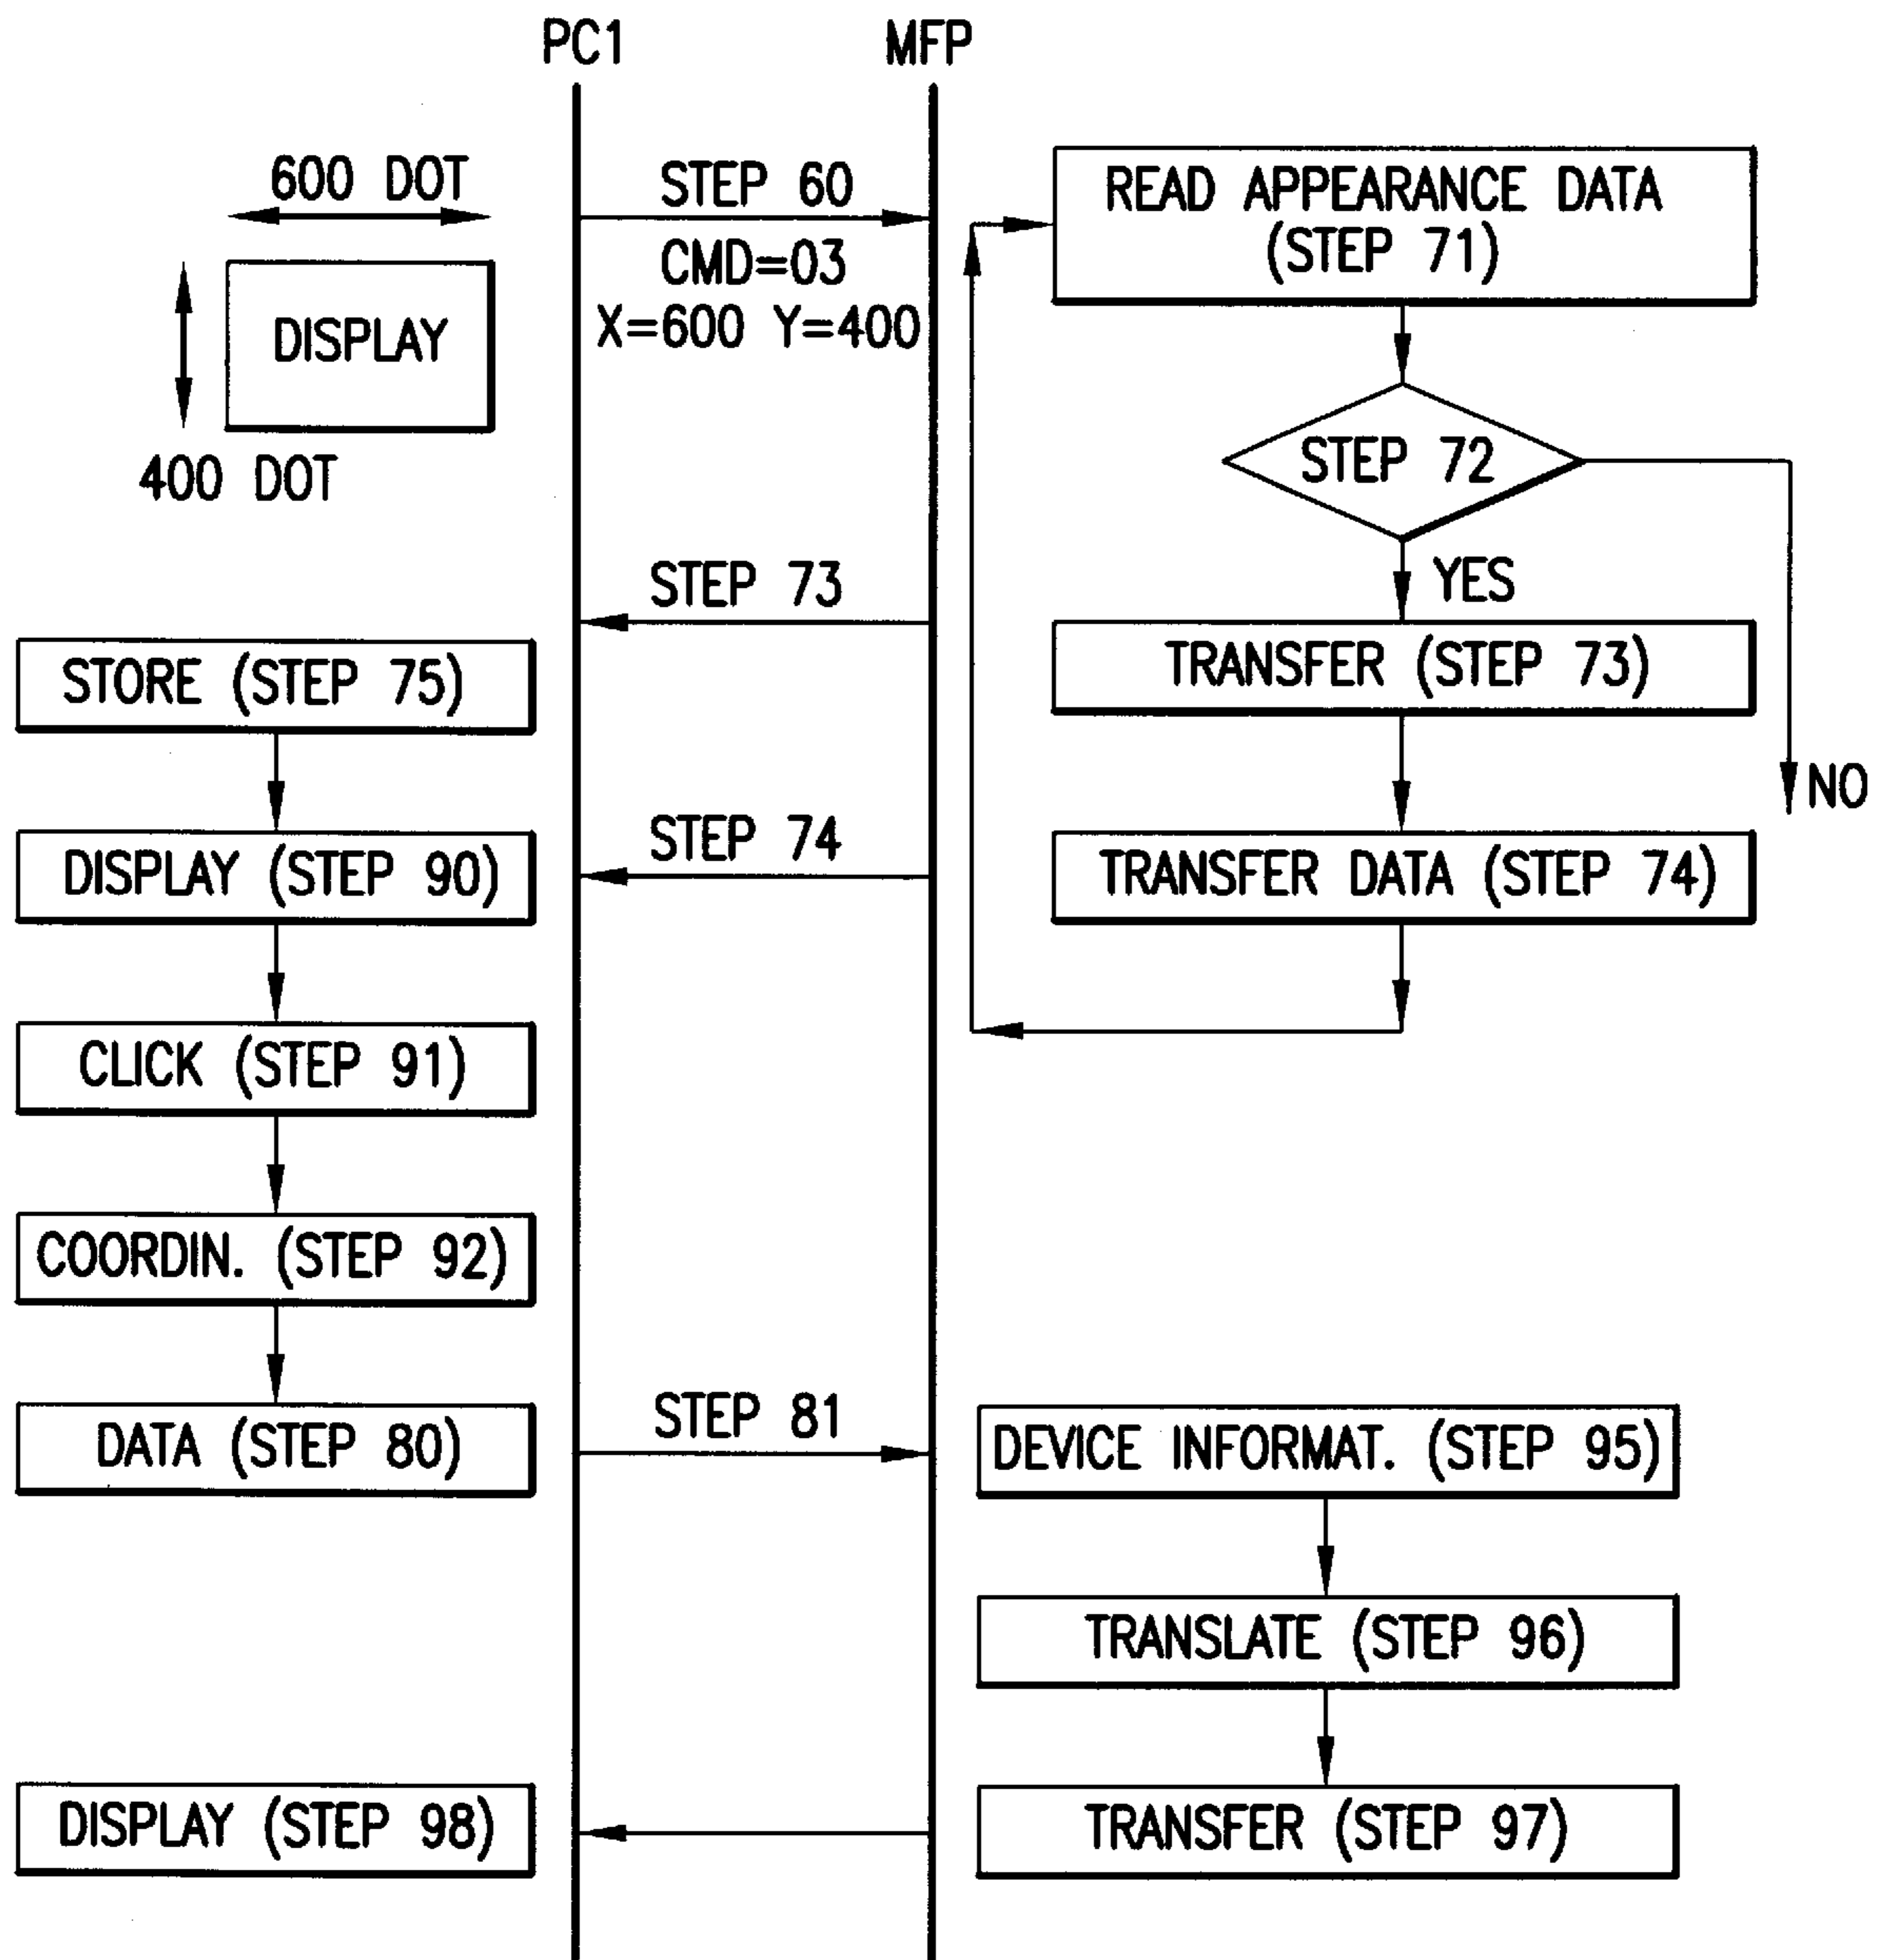 PC1
MFP
600 DOT
DISPLAY
400 DOT
STEP 60
CMD=03
X=600 Y=400
READ APPEARANCE DATA
(STEP 71)
STEP 72
YES
NO
STEP 73
TRANSFER (STEP 73)
STORE (STEP 75)
STEP 74
TRANSFER DATA (STEP 74)
DISPLAY (STEP 90)
CLICK (STEP 91)
COORDIN. (STEP 92)
DATA (STEP 80)
STEP 81
DEVICE INFORMAT. (STEP 95)
TRANSLATE (STEP 96)
TRANSFER (STEP 97)
DISPLAY (STEP 98)